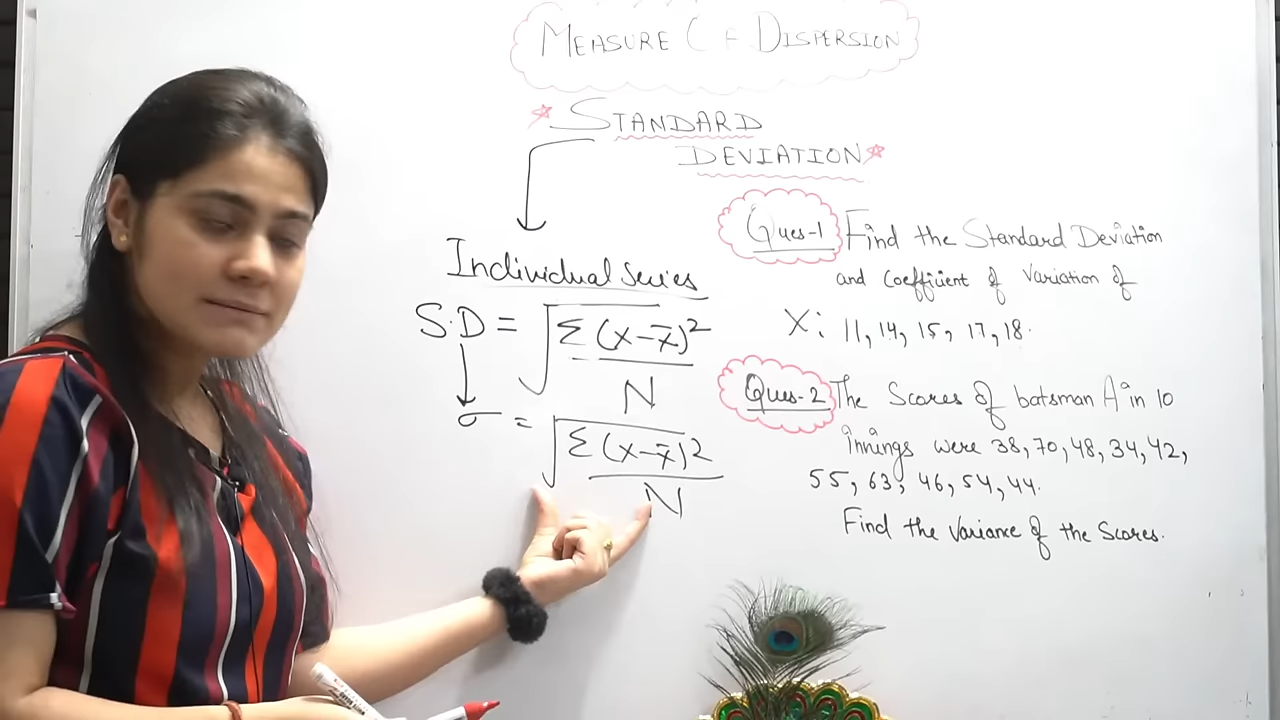 MEASURE OF DISPERSION
STANDARD
DEVIATION
Individual Series
S.D = √Σ(X-X̄)²/N
σ = √Σ(X-X̄)²/N
Ques-1 Find the Standard Deviation
and Coefficient of Variation of
X: 11, 14, 15, 17, 18.
Ques-2 The Scores of batsman A in 10
innings were 38, 70, 48, 34, 42,
55, 63, 46, 54, 44.
Find the Variance of the Scores.